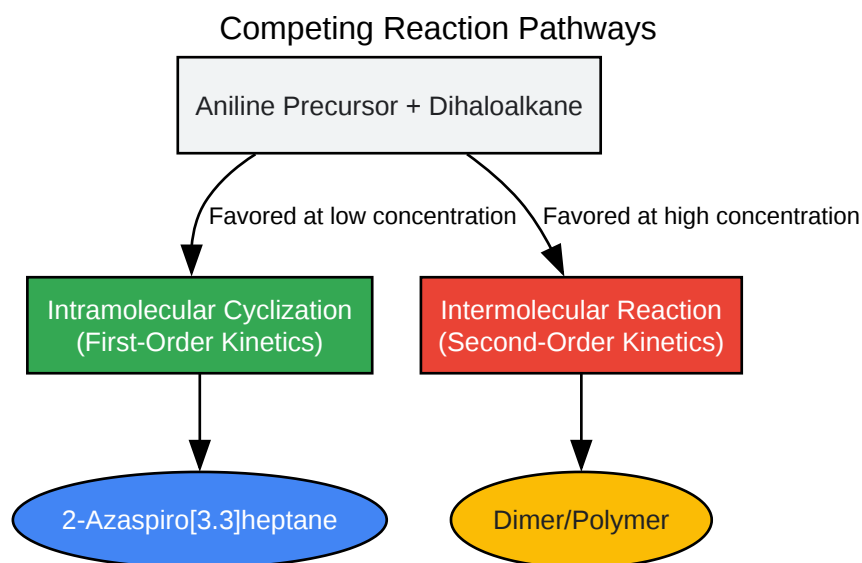 Competing Reaction Pathways
Aniline Precursor + Dihaloalkane
Favored at low concentration
Favored at high concentration
Intramolecular Cyclization
(First-Order Kinetics)
Intermolecular Reaction
(Second-Order Kinetics)
2-Azaspiro[3.3]heptane
Dimer/Polymer